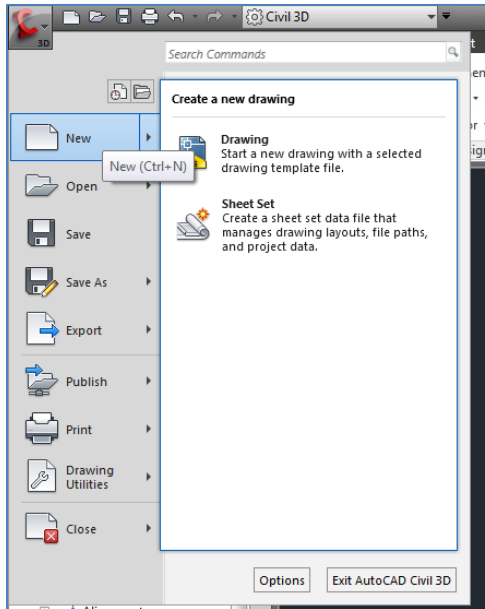 Civil 3D
3D
Search Commands
Create a new drawing
New
Drawing
Start a new drawing with a selected
drawing template file.
New (Ctrl+N)
Open
Sheet Set
Create a sheet set data file that
manages drawing layouts, file paths,
and project data.
Save
Save As
Export
Publish
Print
Drawing
Utilities
Close
Options
Exit AutoCAD Civil 3D